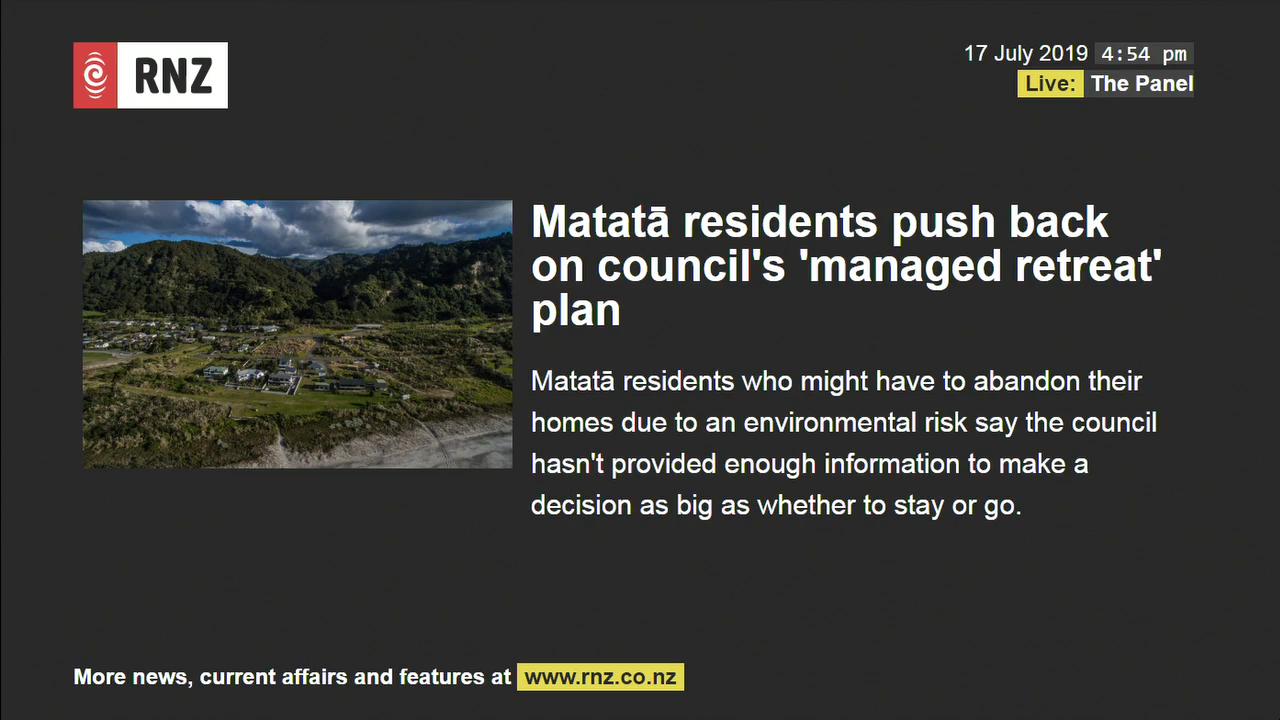 RNZ
17 July 2019 4:54 pm
Live: The Panel
Matatā residents push back
on council's 'managed retreat'
plan
Matatā residents who might have to abandon their
homes due to an environmental risk say the council
hasn't provided enough information to make a
decision as big as whether to stay or go.
More news, current affairs and features at www.rnz.co.nz